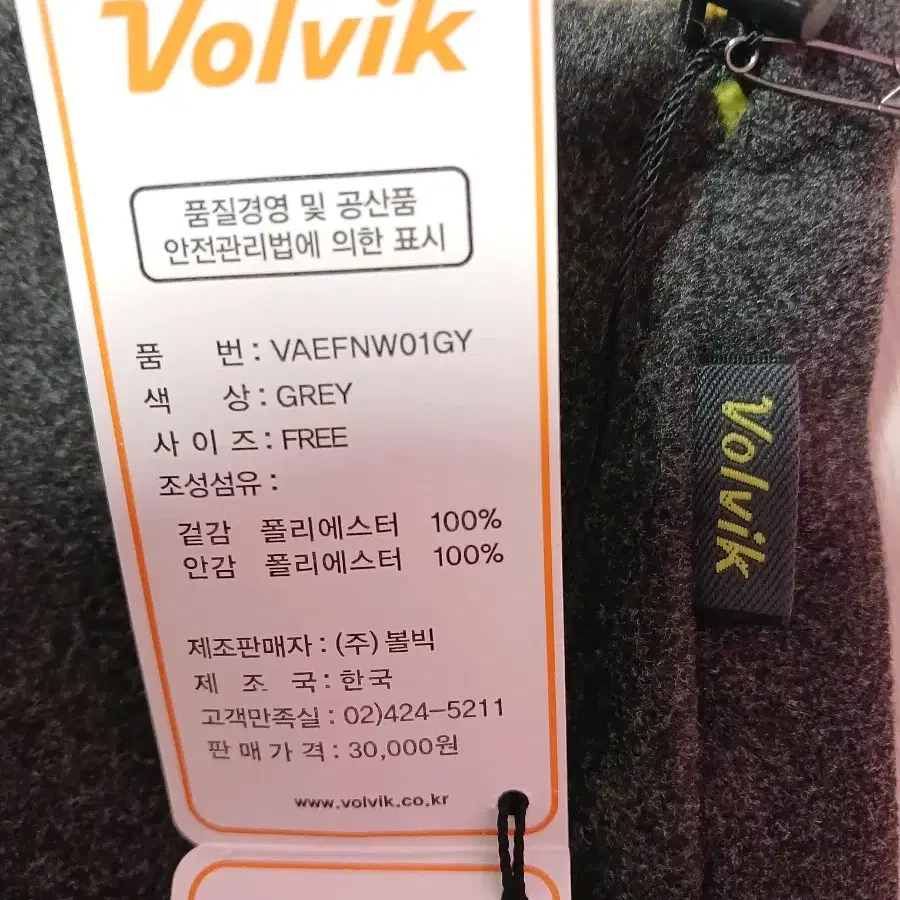 Volvik
품질경영 및 공산품
안전관리법에 의한 표시
품 번 : VAEFNW01GY
색 상 : GREY
사 이 즈 : FREE
조성섬유 :
겉감 폴리에스터 100%
안감 폴리에스터 100%
제조판매자 : (주)볼빅
제 조 국 : 한국
고객만족실 : 02)424-5211
판 매 가 격 : 30,000원
www.volvik.co.kr
Volvik